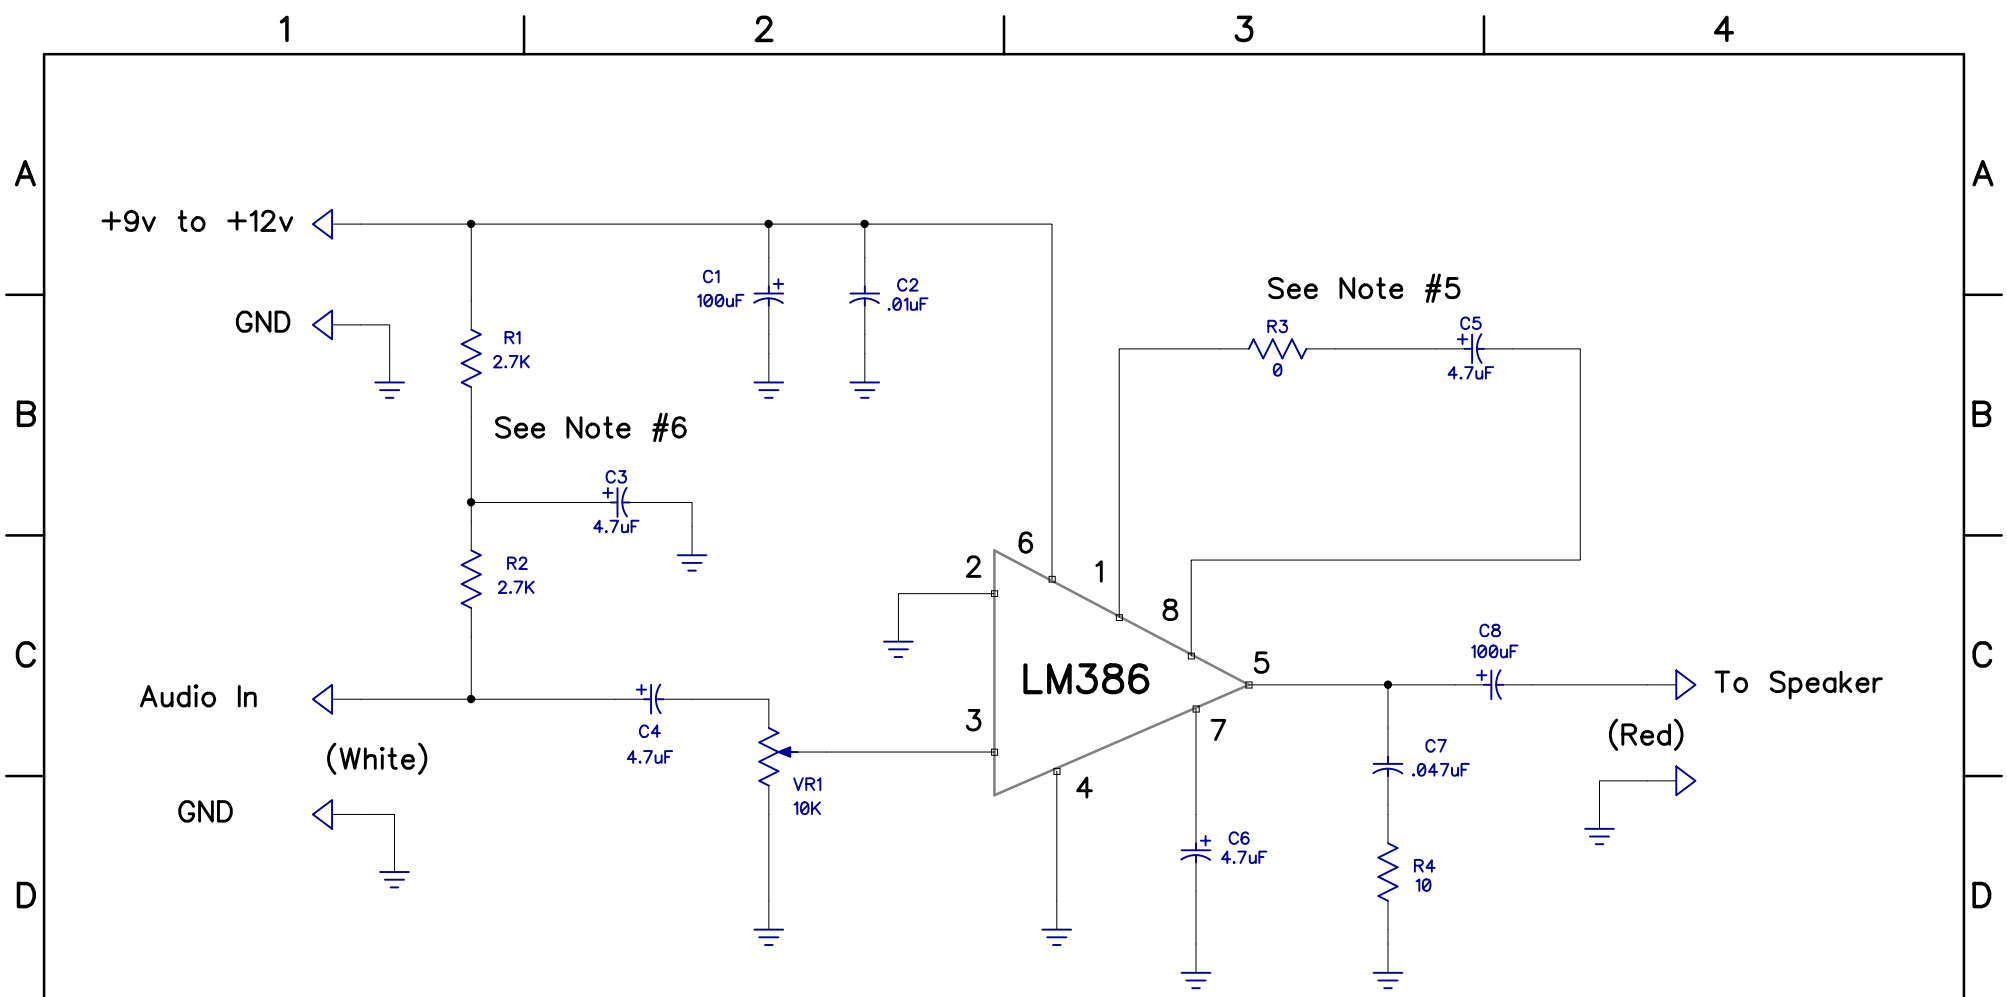 1 2 3 4
A A
+9v to +12v
C1
100uF
+
C2
.01uF
See Note #5
GND
R1
2.7K
R3
0
C5
+
4.7uF
B B
See Note #6
C3
+
4.7uF
R2
2.7K
6
2
1
8
C C
LM386
5
C8
100uF
+
To Speaker
Audio In
+
C4
4.7uF
3
7
(White)
(Red)
C7
.047uF
VR1
10K
4
GND
+
C6
4.7uF
R4
10
D D